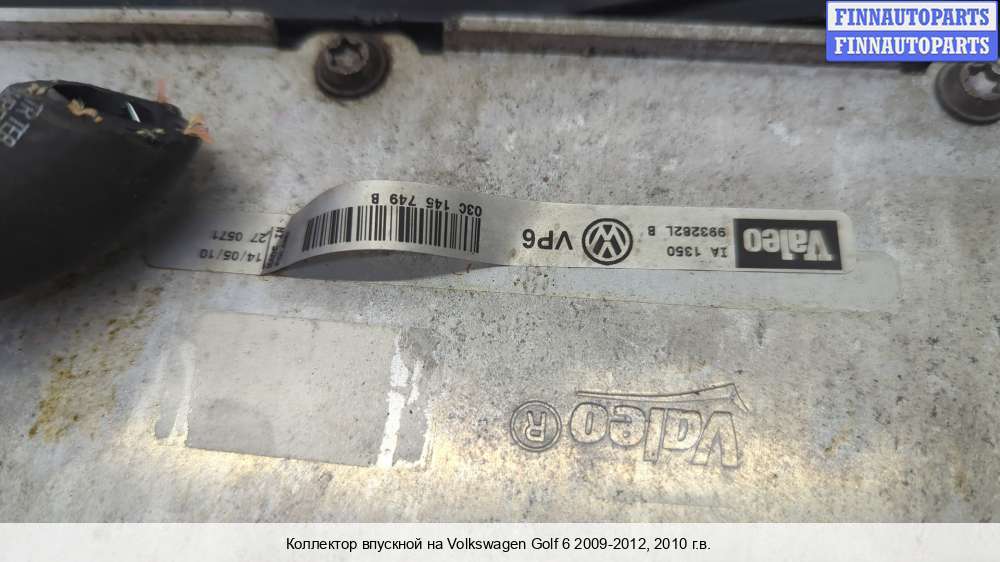 FINNAUTOPARTS
FINNAUTOPARTS
Valeo
IA 1350
993282L B
VP6
03C 145 749 B
27 0571
14/05/10
Valeo ®
Коллектор впускной на Volkswagen Golf 6 2009-2012, 2010 г.в.